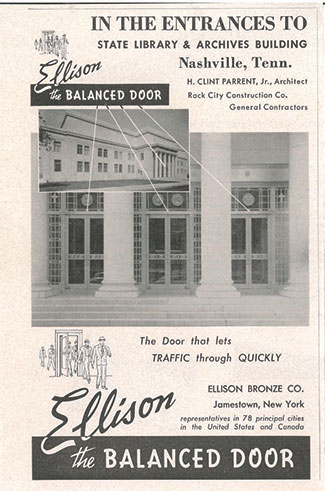 IN THE ENTRANCES TO
STATE LIBRARY & ARCHIVES BUILDING
Nashville, Tenn.
H. CLINT PARRENT, Jr., Architect
Rock City Construction Co.
General Contractors
Ellison
the BALANCED DOOR
The Door that lets
TRAFFIC through QUICKLY
ELLISON BRONZE CO.
Jamestown, New York
representatives in 78 principal cities
in the United States and Canada
Ellison
the BALANCED DOOR